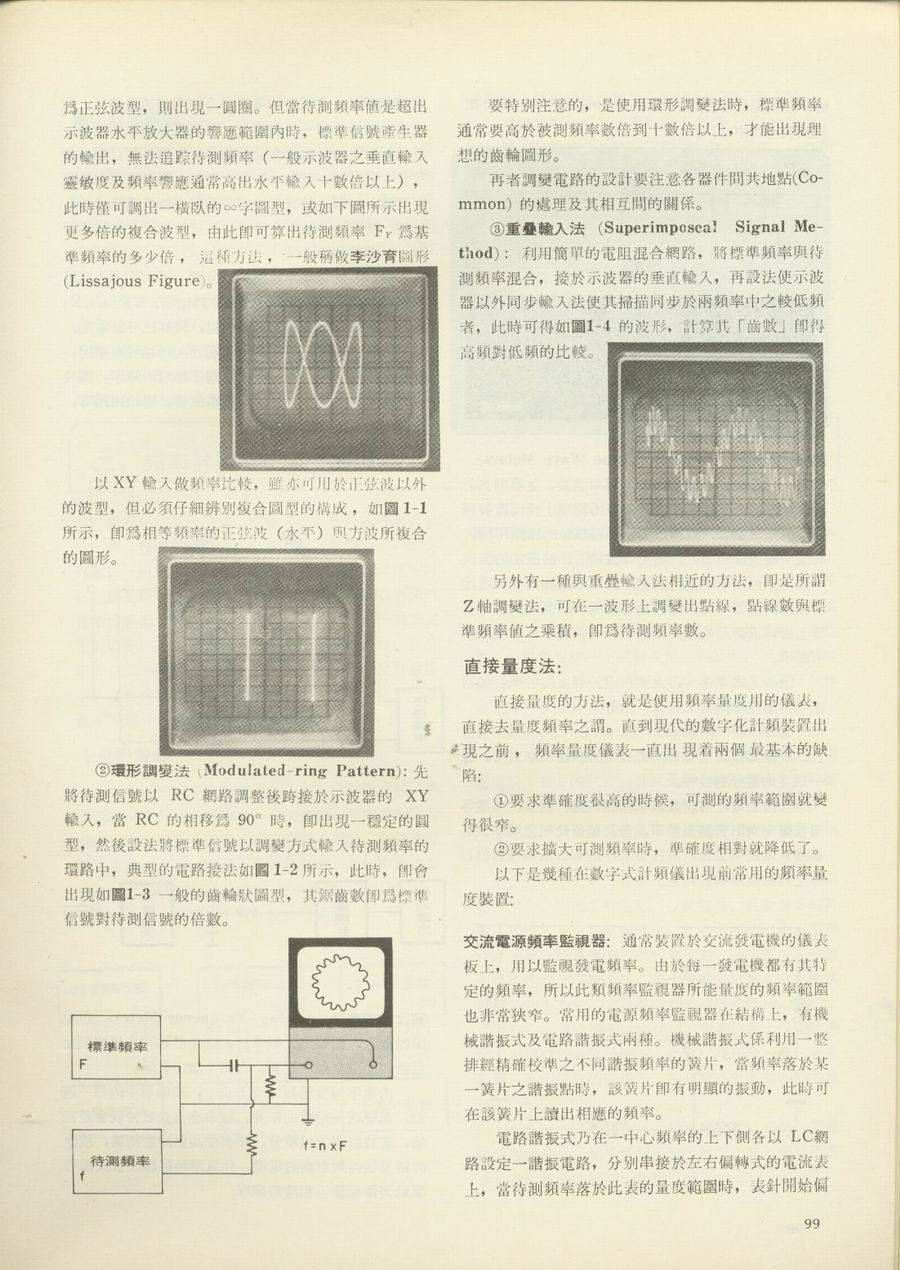 爲正弦波型，則出現一圓圈。但當待測頻率値是超出
示波器水平放大器的響應範圍內時，標準信號產生器
的輸出，無法追踪待測頻率（一般示波器之垂直輸入
靈敏度及頻率響應通常高出水平輸入十數倍以上），
此時僅可調出一橫臥的∞字圖型，或如下圖所示出現
更多倍的複合波型，由此卽可算出待測頻率 Fy 爲基
準頻率的多少倍，這種方法，一般稱做李沙育圖形
(Lissajous Figure)。
以 XY 輸入做頻率比較，雖亦可用於正弦波以外
的波型，但必須仔細辨別複合圖型的構成，如圖 1-1
所示，卽爲相等頻率的正弦波（水平）與方波所複合
的圖形。
②環形調變法 (Modulated-ring Pattern)：先
將待測信號以 RC 網路調整後跨接於示波器的 XY
輸入，當 RC 的相移爲 90° 時，卽出現一穩定的圓
型，然後設法將標準信號以調變方式輸入待測頻率的
環路中，典型的電路接法如圖 1-2 所示，此時，卽會
出現如圖1-3 一般的齒輪狀圖型，其鋸齒數卽爲標準
信號對待測信號的倍數。
標準頻率
F
待測頻率
f
f=n×F
要特別注意的，是使用環形調變法時，標準頻率
通常要高於被測頻率數倍到十數倍以上，才能出現理
想的齒輪圖形。
再者調變電路的設計要注意各器件間共地點(Co-
mmon) 的處理及其相互間的關係。
③重疊輸入法 (Superimposcal Signal Me-
thod)：利用簡單的電阻混合網路，將標準頻率與待
測頻率混合，接於示波器的垂直輸入，再設法使示波
器以外同步輸入法使其掃描同步於兩頻率中之較低頻
者，此時可得如圖1-4 的波形，計算其「齒數」卽得
高頻對低頻的比較。
另外有一種與重疊輸入法相近的方法，卽是所謂
Z軸調變法，可在一波形上調變出點線，點線數與標
準頻率値之乘積，卽爲待測頻率數。
直接量度法：
直接量度的方法，就是使用頻率量度用的儀表，
直接去量度頻率之謂。直到現代的數字化計頻裝置出
現之前，頻率量度儀表一直出現着兩個最基本的缺
陷：
①要求準確度很高的時候，可測的頻率範圍就變
得很窄。
②要求擴大可測頻率時，準確度相對就降低了。
以下是幾種在數字式計頻儀出現前常用的頻率量
度裝置：
交流電源頻率監視器：通常裝置於交流發電機的儀表
板上，用以監視發電頻率。由於每一發電機都有其特
定的頻率，所以此類頻率監視器所能量度的頻率範圍
也非常狹窄。常用的電源頻率監視器在結構上，有機
械諧振式及電路諧振式兩種。機械諧振式係利用一整
排經精確校準之不同諧振頻率的簧片，當頻率落於某
一簧片之諧振點時，該簧片卽有明顯的振動，此時可
在該簧片上讀出相應的頻率。
電路諧振式乃在一中心頻率的上下側各以 LC網
路設定一諧振電路，分別串接於左右偏轉式的電流表
上，當待測頻率落於此表的量度範圍時，表針開始偏
99